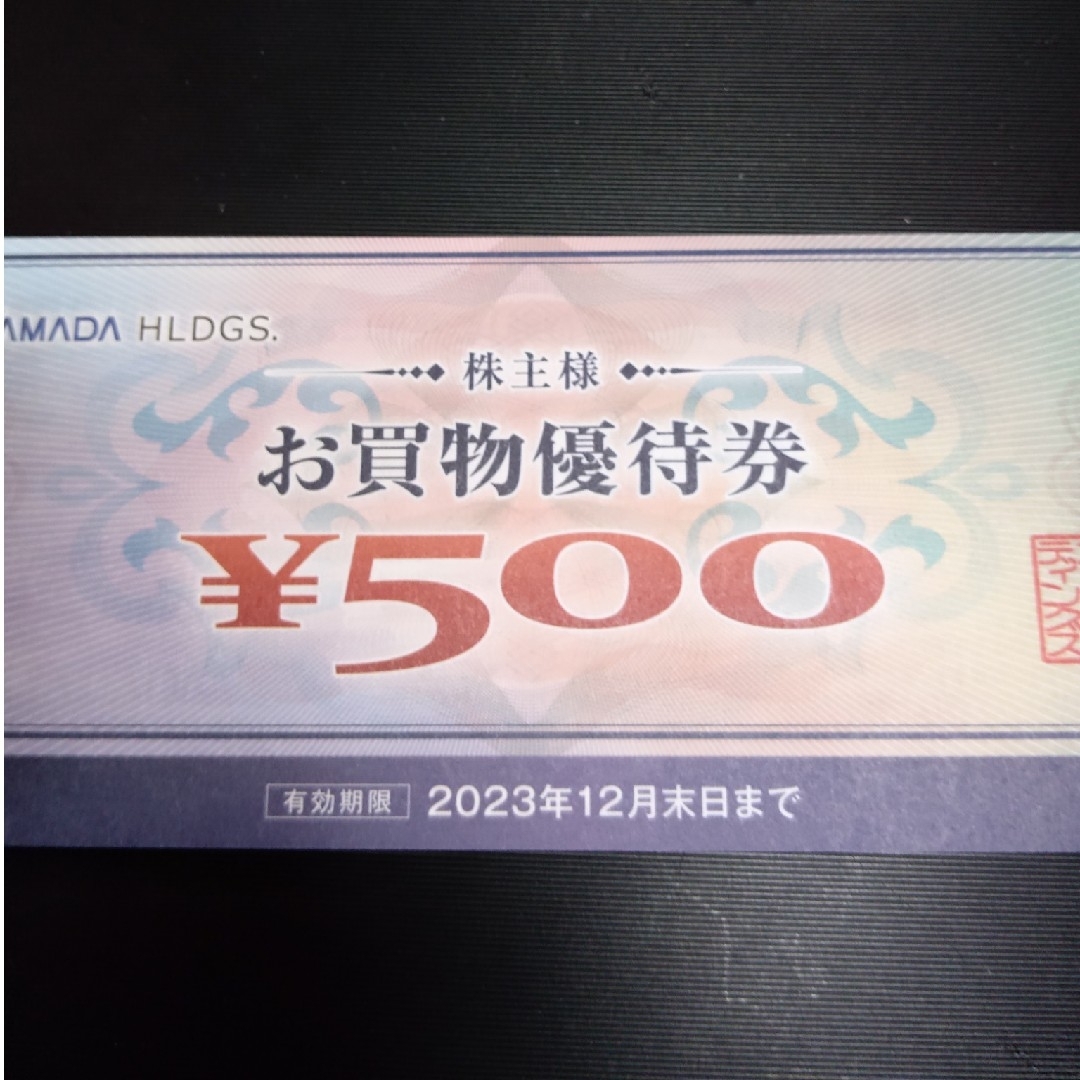 AMADA HLDGS.
株主様
お買物優待券
¥500
有効期限 2023年12月末日まで